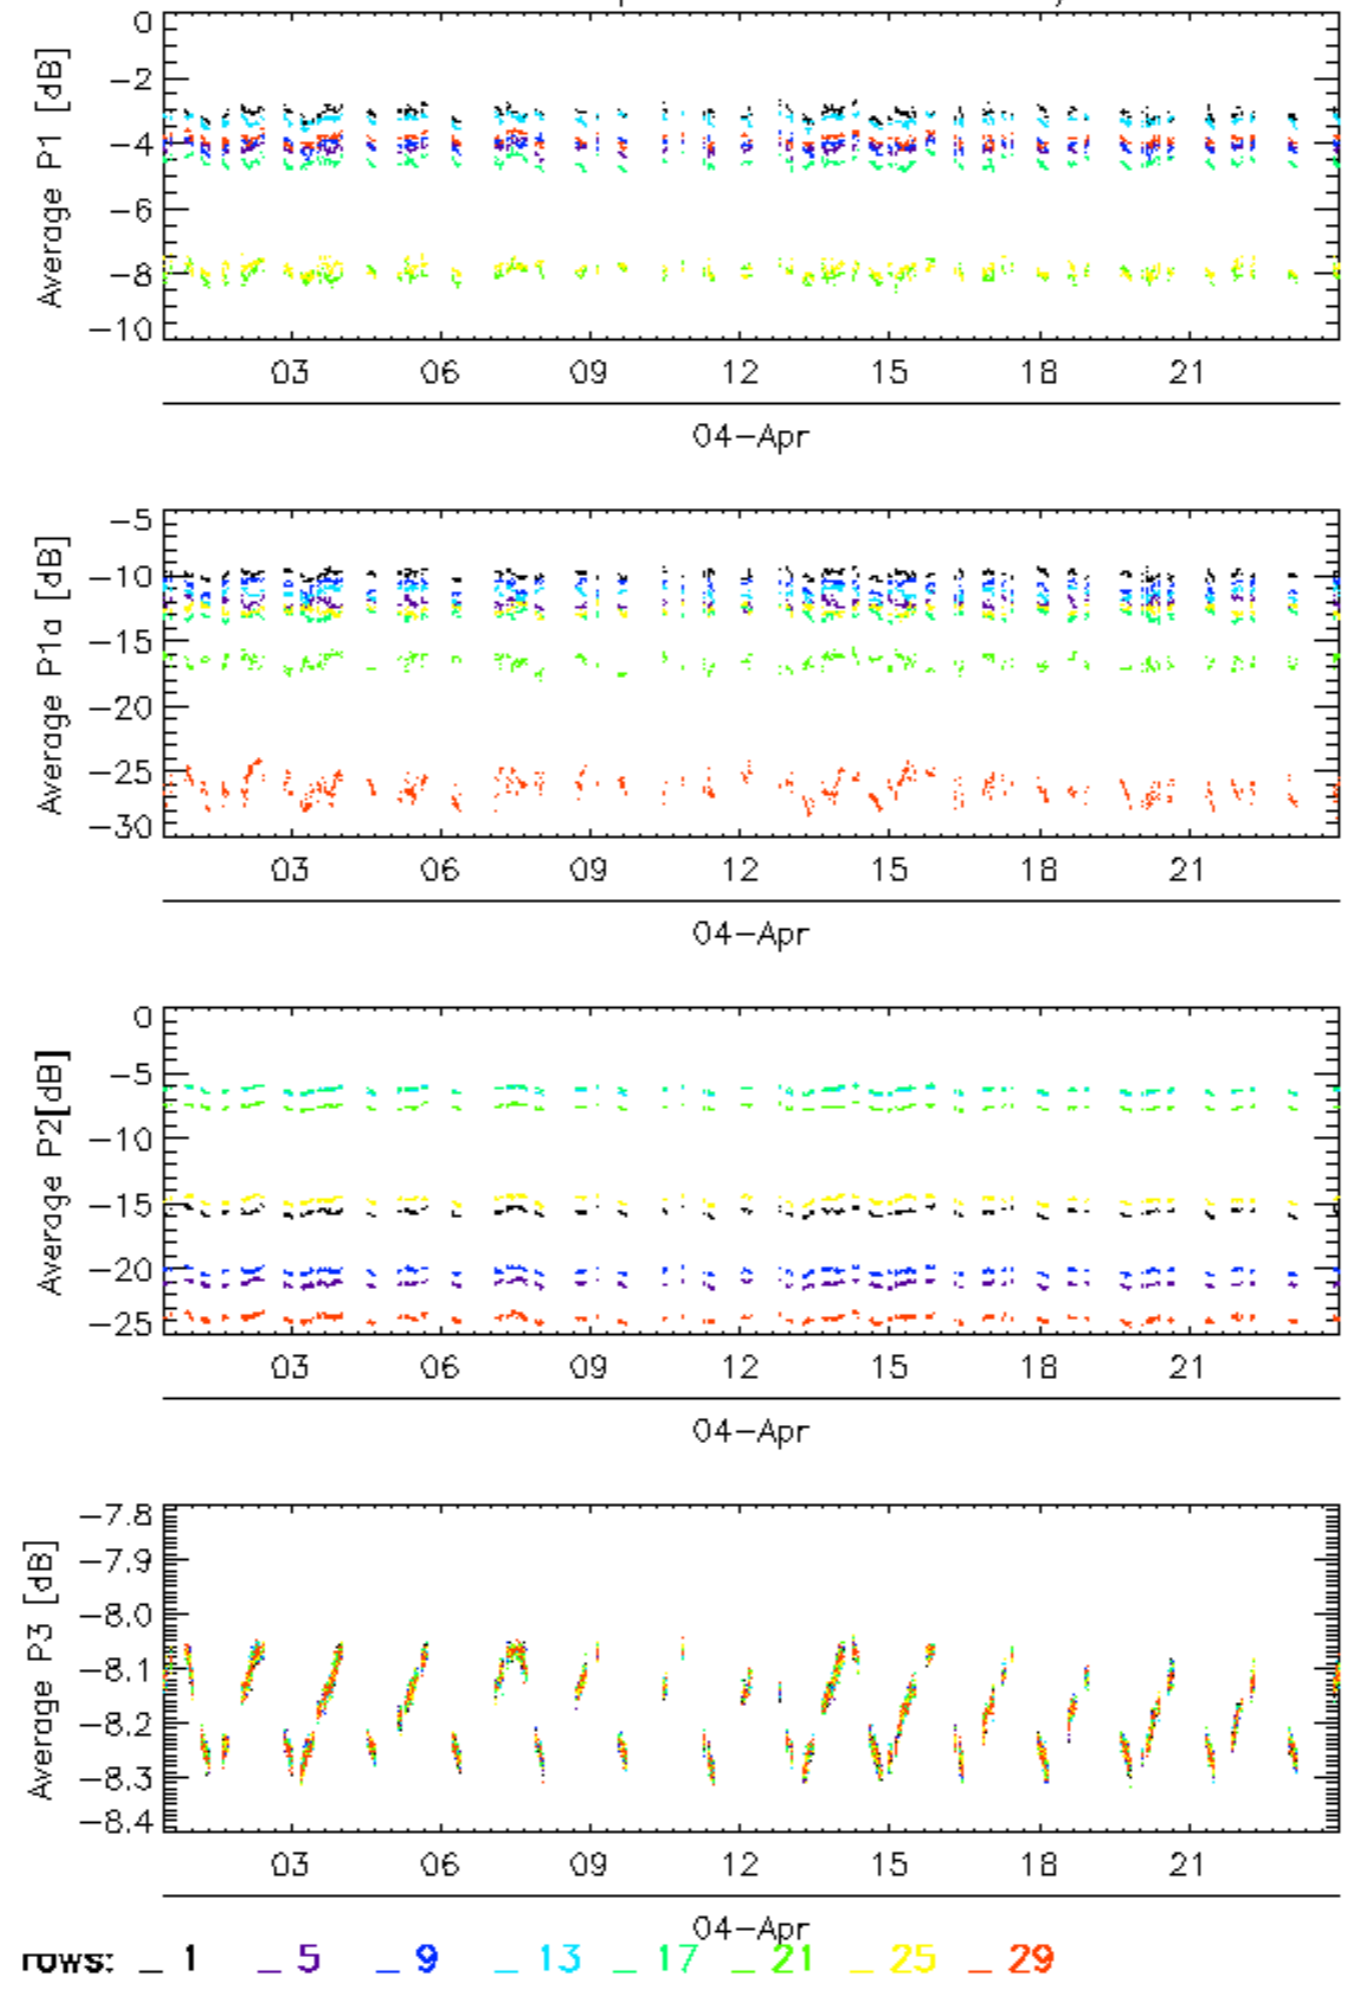 0
−2
−4
−6
−8
−10
Average P1 [dB]
03 06 09 12 15 18 21
04−Apr
−5
−10
−15
−20
−25
−30
Average P1a [dB]
03 06 09 12 15 18 21
04−Apr
0
−5
−10
−15
−20
−25
Average P2[dB]
03 06 09 12 15 18 21
04−Apr
−7.8
−7.9
−8.0
−8.1
−8.2
−8.3
−8.4
Average P3 [dB]
03 06 09 12 15 18 21
04−Apr
rows: _ 1 _ 5 _ 9 _ 13 _ 17 _ 21 _ 25 _ 29